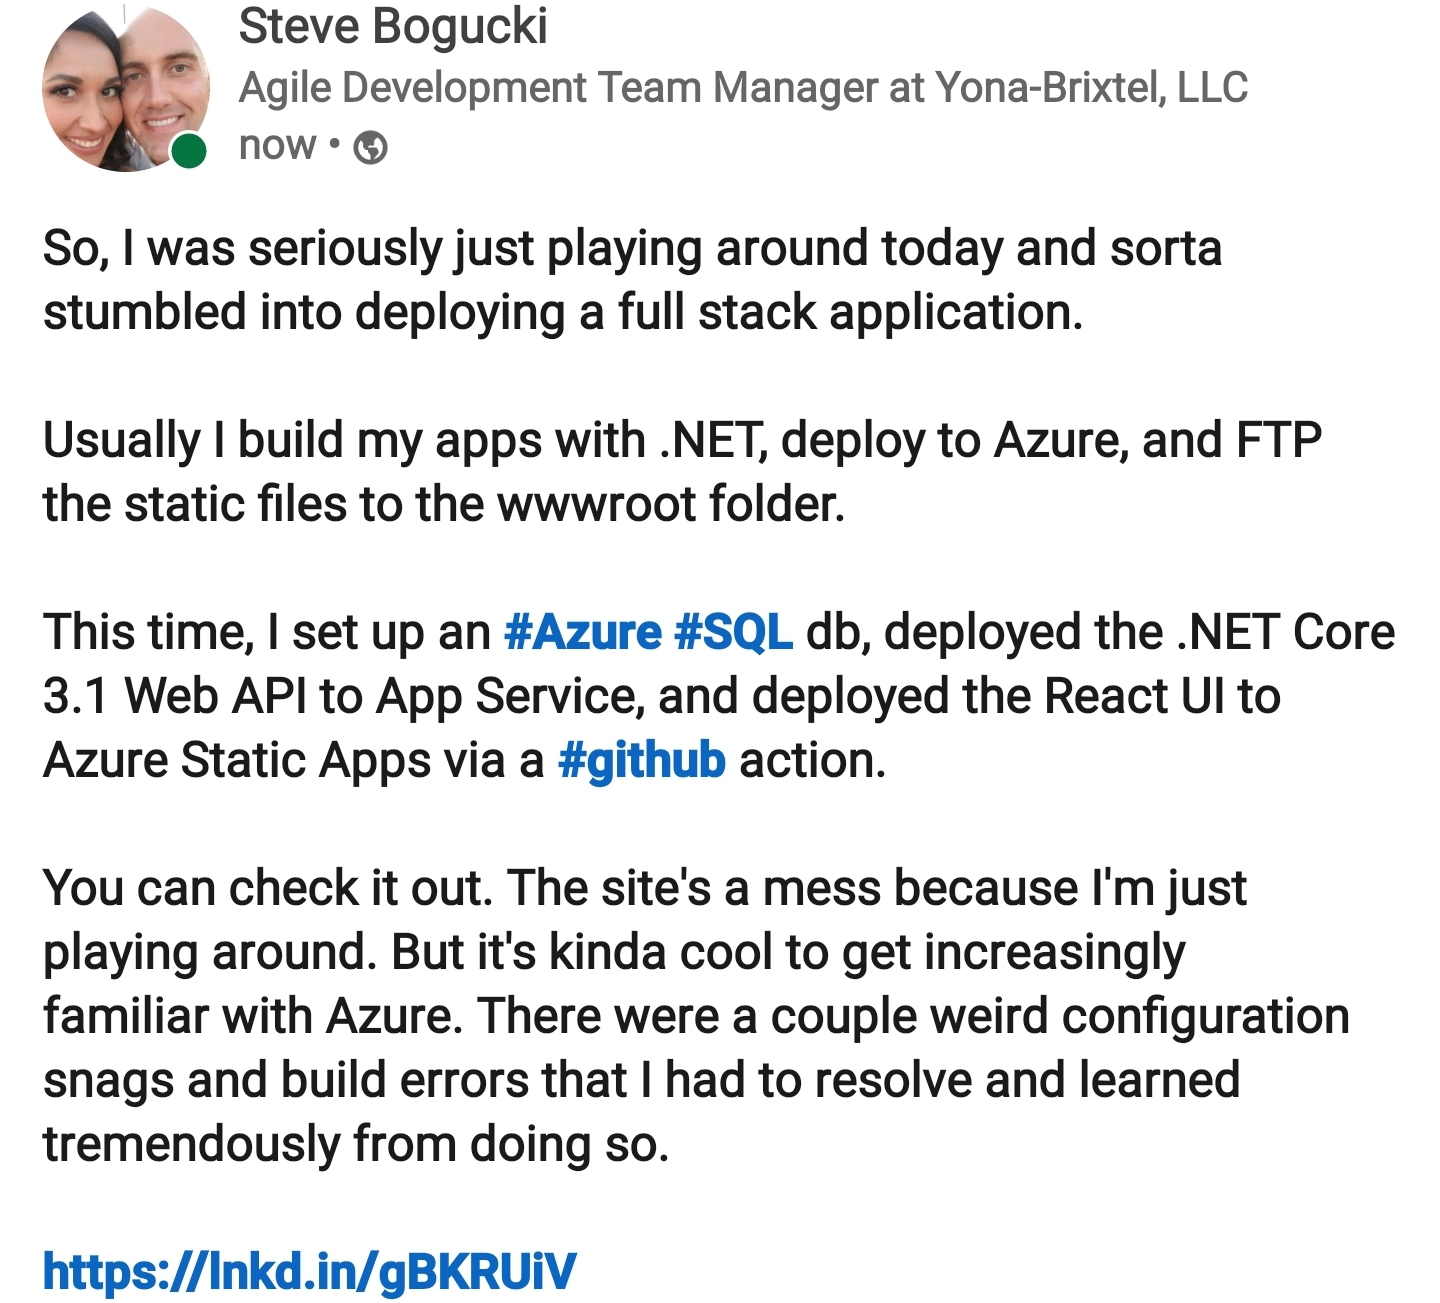 Steve Bogucki
Agile Development Team Manager at Yona-Brixtel, LLC
now •
So, I was seriously just playing around today and sorta
stumbled into deploying a full stack application.
Usually I build my apps with .NET, deploy to Azure, and FTP
the static files to the wwwroot folder.
This time, I set up an #Azure #SQL db, deployed the .NET Core
3.1 Web API to App Service, and deployed the React UI to
Azure Static Apps via a #github action.
You can check it out. The site's a mess because I'm just
playing around. But it's kinda cool to get increasingly
familiar with Azure. There were a couple weird configuration
snags and build errors that I had to resolve and learned
tremendously from doing so.
https://lnkd.in/gBKRUiV